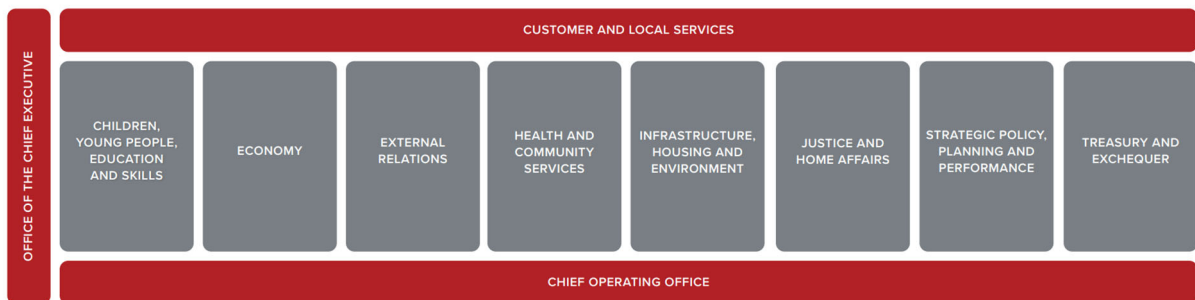 OFFICE OF THE CHIEF EXECUTIVE
CUSTOMER AND LOCAL SERVICES
CHILDREN,
YOUNG PEOPLE,
EDUCATION
AND SKILLS
ECONOMY
EXTERNAL
RELATIONS
HEALTH AND
COMMUNITY
SERVICES
INFRASTRUCTURE,
HOUSING AND
ENVIRONMENT
JUSTICE AND
HOME AFFAIRS
STRATEGIC POLICY,
PLANNING AND
PERFORMANCE
TREASURY AND
EXCHEQUER
CHIEF OPERATING OFFICE